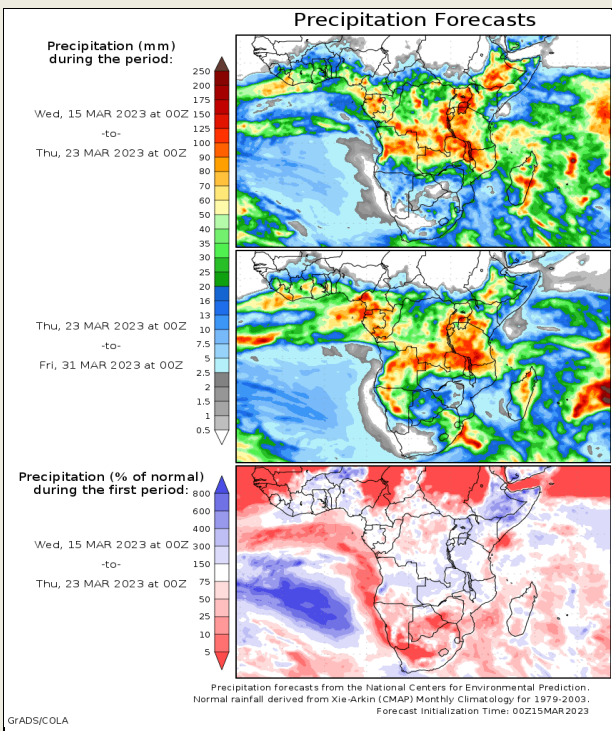 Precipitation Forecasts
Precipitation (mm)
during the period:
250
200
175
150
125
100
90
80
70
60
50
40
35
30
25
20
16
13
10
7.5
5
2.5
2
1.5
1
0.5
Wed, 15 MAR 2023 at 00Z
-to-
Thu, 23 MAR 2023 at 00Z
Thu, 23 MAR 2023 at 00Z
-to-
Fri, 31 MAR 2023 at 00Z
Precipitation (% of normal)
during the first period:
800
600
400
300
150
75
50
25
10
5
Wed, 15 MAR 2023 at 00Z
-to-
Thu, 23 MAR 2023 at 00Z
Precipitation forecasts from the National Centers for Environmental Prediction.
Normal rainfall derived from Xie-Arkin (CMAP) Monthly Climatology for 1979-2003.
Forecast Initialization Time: 00Z15MAR2023
GrADS/COLA